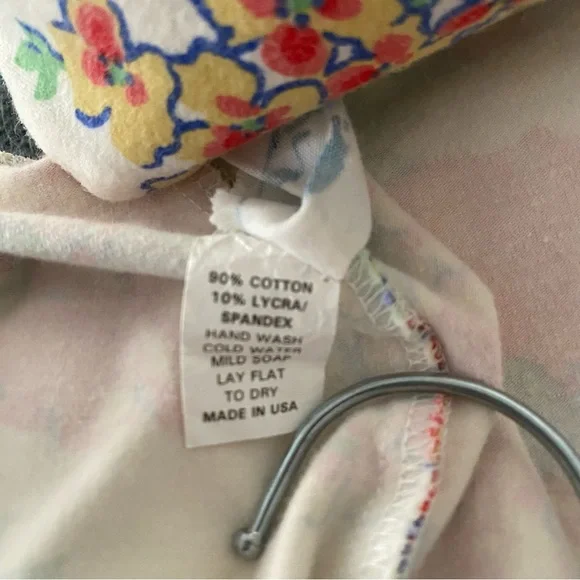 90% COTTON
10% LYCRA/
SPANDEX
HAND WASH
COLD WATER
MILD SOAP
LAY FLAT
TO DRY
MADE IN USA